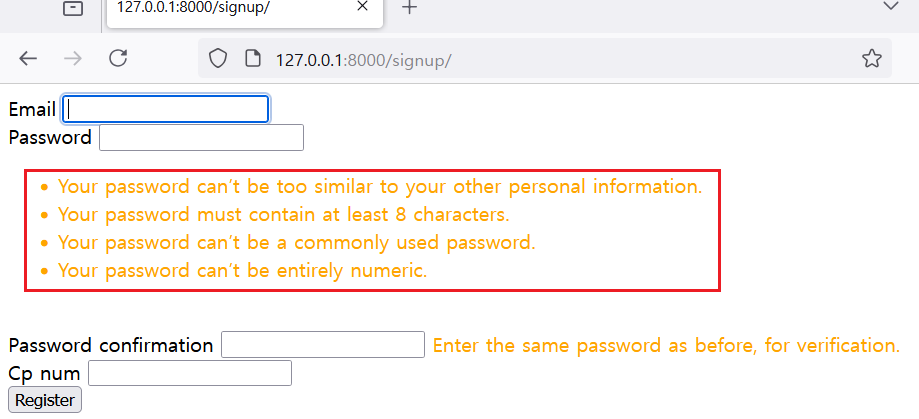 127.0.0.1:8000/signup/
127.0.0.1:8000/signup/
Email
Password
Your password can't be too similar to your other personal information.
Your password must contain at least 8 characters.
Your password can't be a commonly used password.
Your password can't be entirely numeric.
Password confirmation Enter the same password as before, for verification.
Cp num
Register